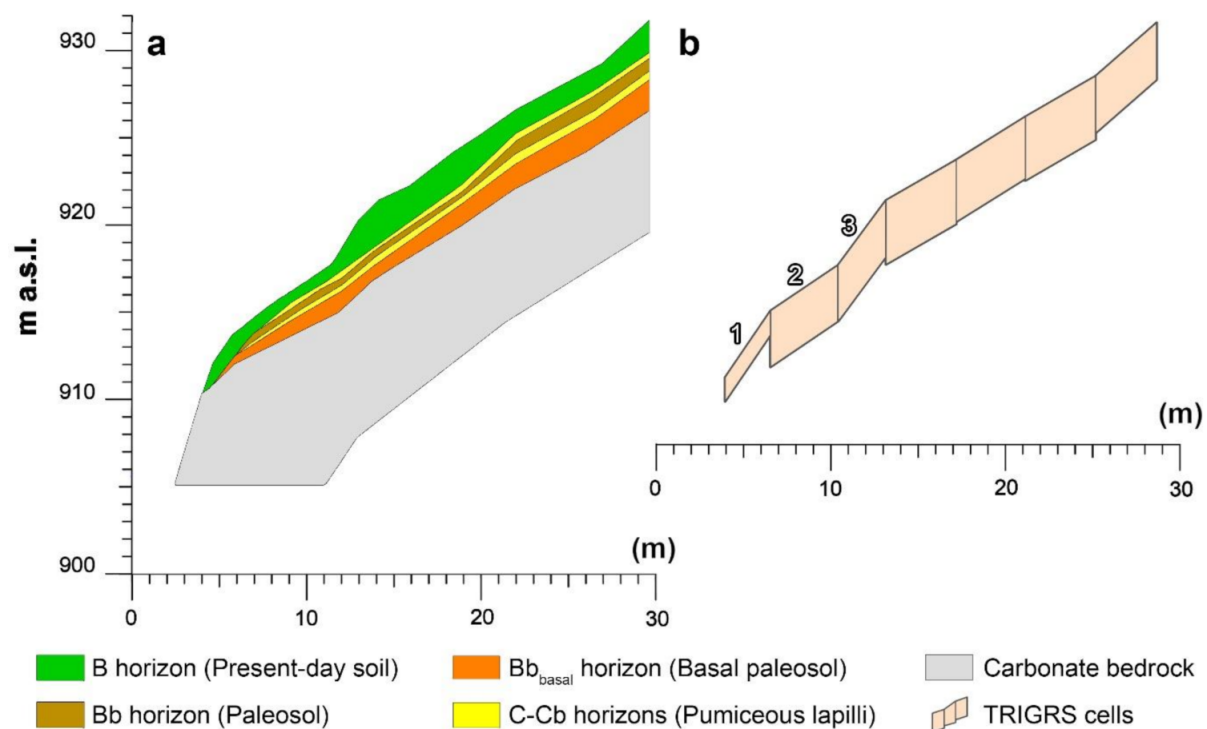 a
b
930
920
910
900
m a.s.l.
1
2
3
(m)
0 10 20 30
(m)
0 10 20 30
B horizon (Present-day soil)
Bb horizon (Paleosol)
Bbbasal horizon (Basal paleosol)
C-Cb horizons (Pumiceous lapilli)
Carbonate bedrock
TRIGRS cells